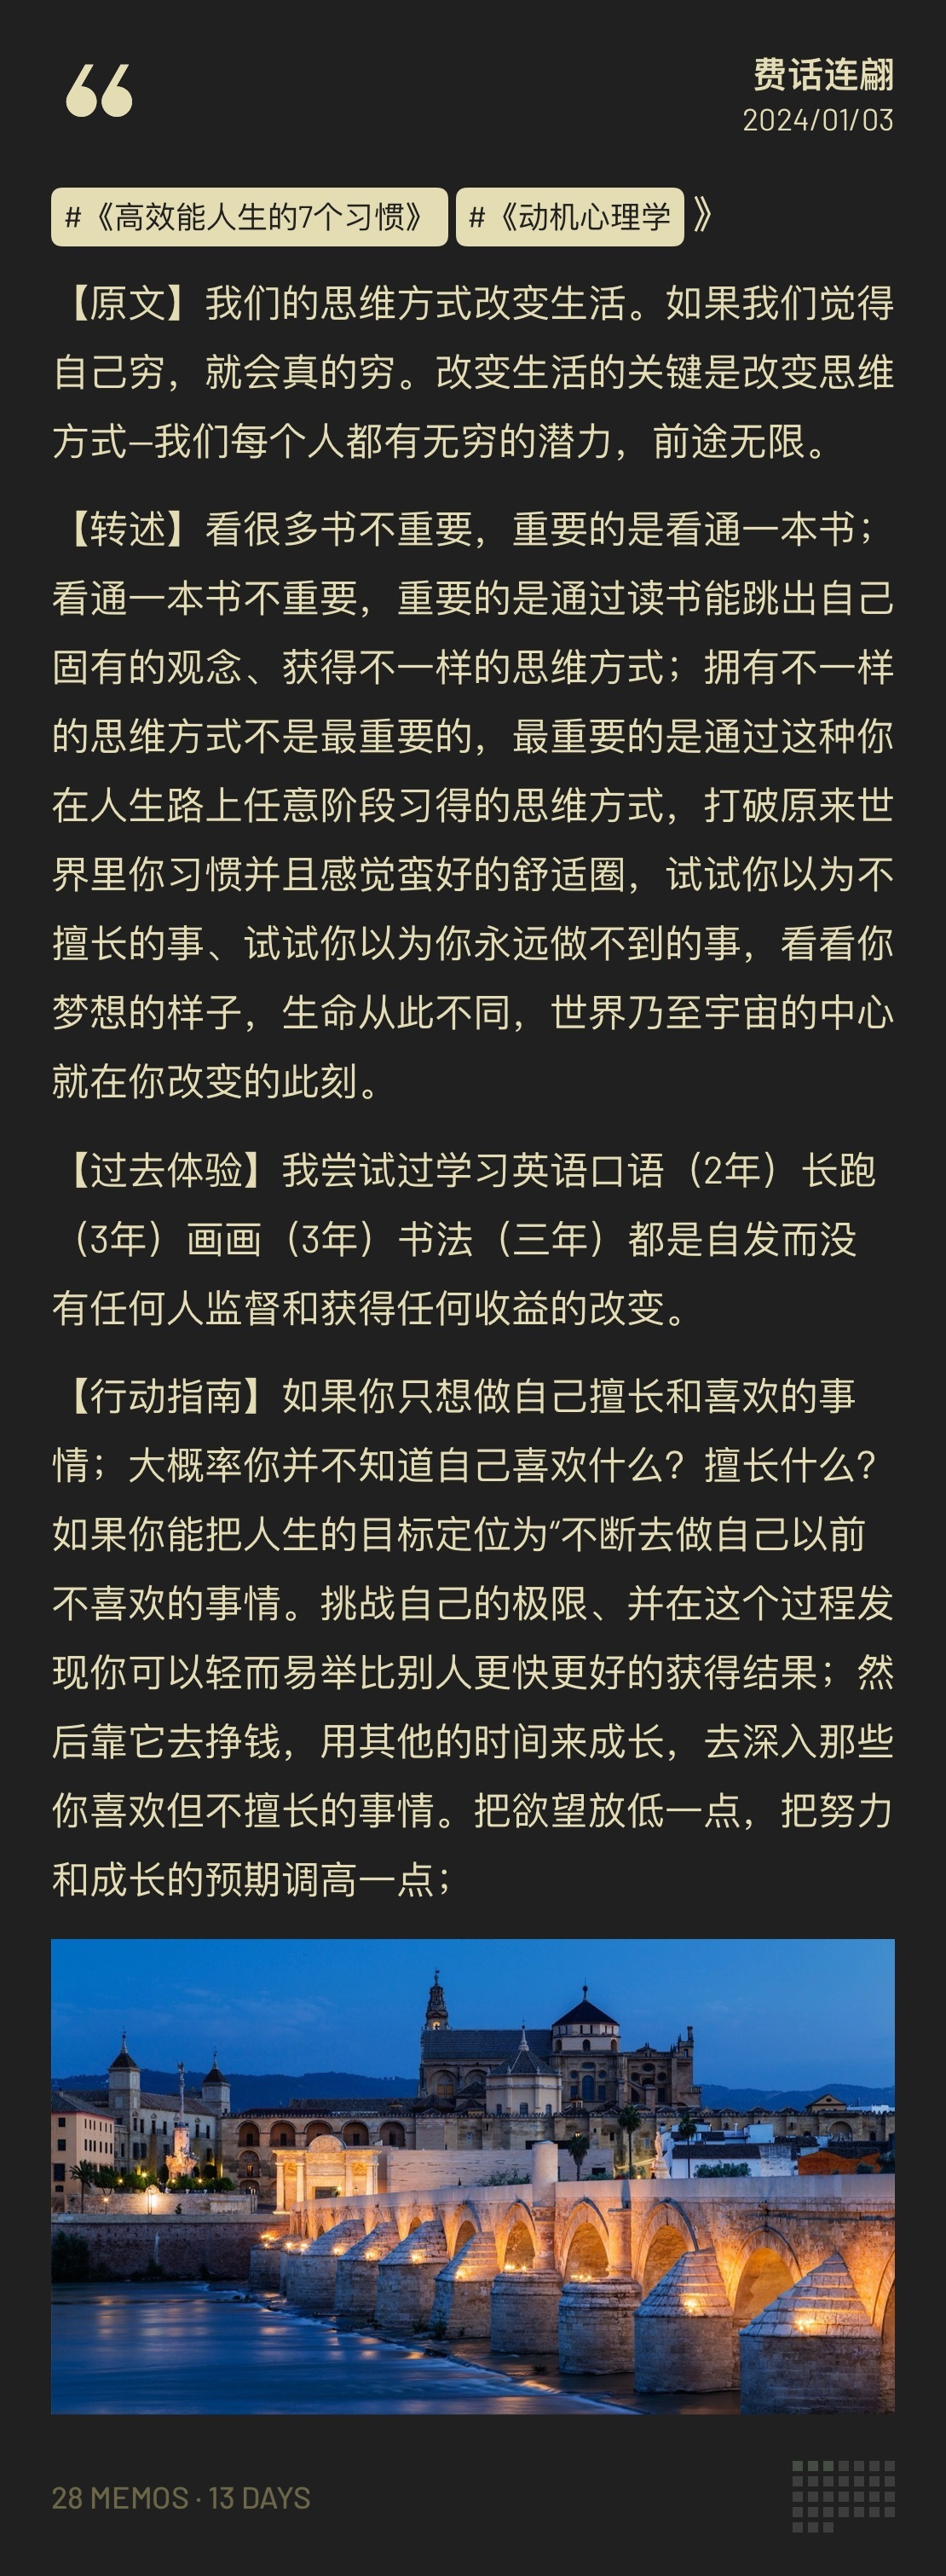 “
费话连翩
2024/01/03
#《高效能人生的7个习惯》 #《动机心理学 》
【原文】我们的思维方式改变生活。如果我们觉得
自己穷，就会真的穷。改变生活的关键是改变思维
方式—我们每个人都有无穷的潜力，前途无限。
【转述】看很多书不重要，重要的是看通一本书；
看通一本书不重要，重要的是通过读书能跳出自己
固有的观念、获得不一样的思维方式；拥有不一样
的思维方式不是最重要的，最重要的是通过这种你
在人生路上任意阶段习得的思维方式，打破原来世
界里你习惯并且感觉蛮好的舒适圈，试试你以为不
擅长的事、试试你以为你永远做不到的事，看看你
梦想的样子，生命从此不同，世界乃至宇宙的中心
就在你改变的此刻。
【过去体验】我尝试过学习英语口语（2年）长跑
（3年）画画（3年）书法（三年）都是自发而没
有任何人监督和获得任何收益的改变。
【行动指南】如果你只想做自己擅长和喜欢的事
情；大概率你并不知道自己喜欢什么？擅长什么？
如果你能把人生的目标定位为“不断去做自己以前
不喜欢的事情。挑战自己的极限、并在这个过程发
现你可以轻而易举比别人更快更好的获得结果；然
后靠它去挣钱，用其他的时间来成长，去深入那些
你喜欢但不擅长的事情。把欲望放低一点，把努力
和成长的预期调高一点；
28 MEMOS · 13 DAYS